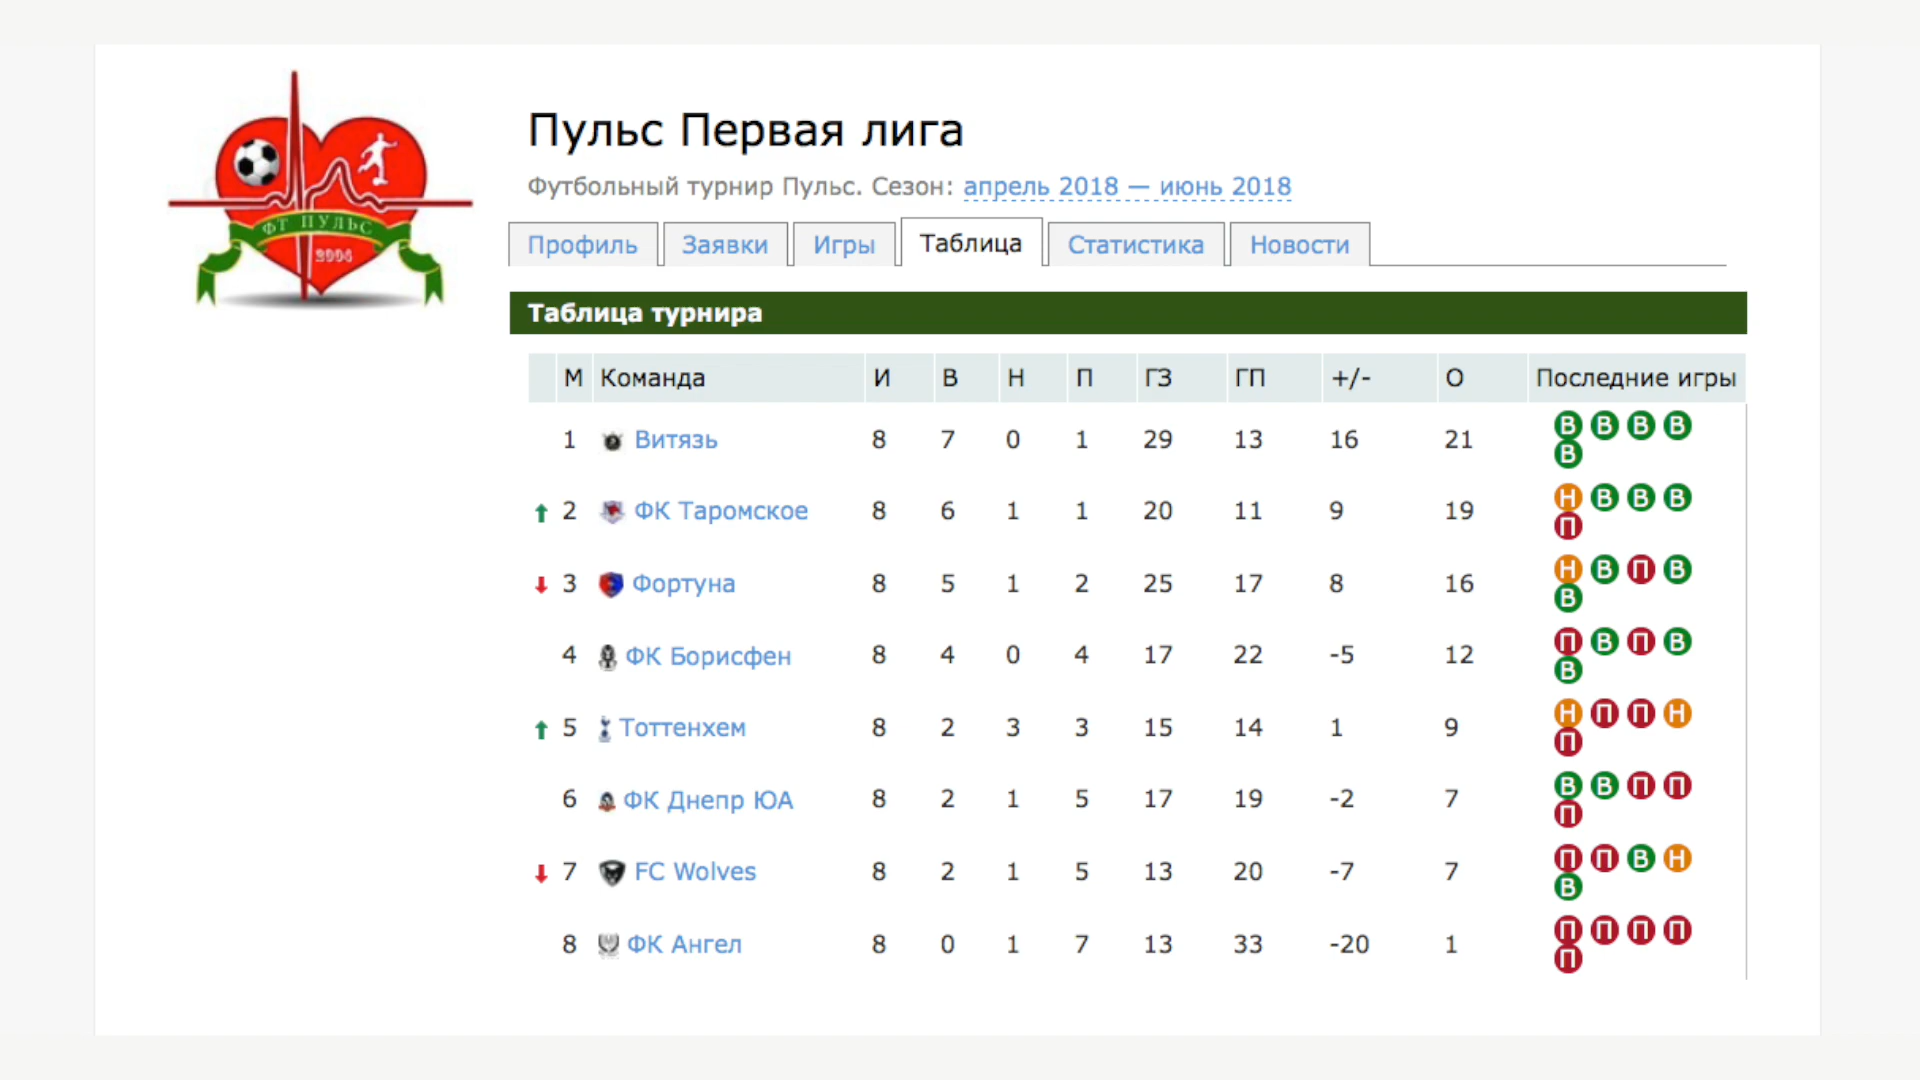 ФТ ПУЛЬС
2004
Пульс Первая лига
Футбольный турнир Пульс. Сезон: апрель 2018 — июнь 2018
Профиль Заявки Игры Таблица Статистика Новости
Таблица турнира
М Команда И В Н П ГЗ ГП +/- О Последние игры
1 Витязь 8 7 0 1 29 13 16 21 В В В В
В
2 ФК Таромское 8 6 1 1 20 11 9 19 Н В В В
П
3 Фортуна 8 5 1 2 25 17 8 16 Н В П В
В
4 ФК Борисфен 8 4 0 4 17 22 -5 12 П В П В
В
5 Тоттенхем 8 2 3 3 15 14 1 9 Н П П Н
П
6 ФК Днепр ЮА 8 2 1 5 17 19 -2 7 В В П П
П
7 FC Wolves 8 2 1 5 13 20 -7 7 П П В Н
В
8 ФК Ангел 8 0 1 7 13 33 -20 1 П П П П
П